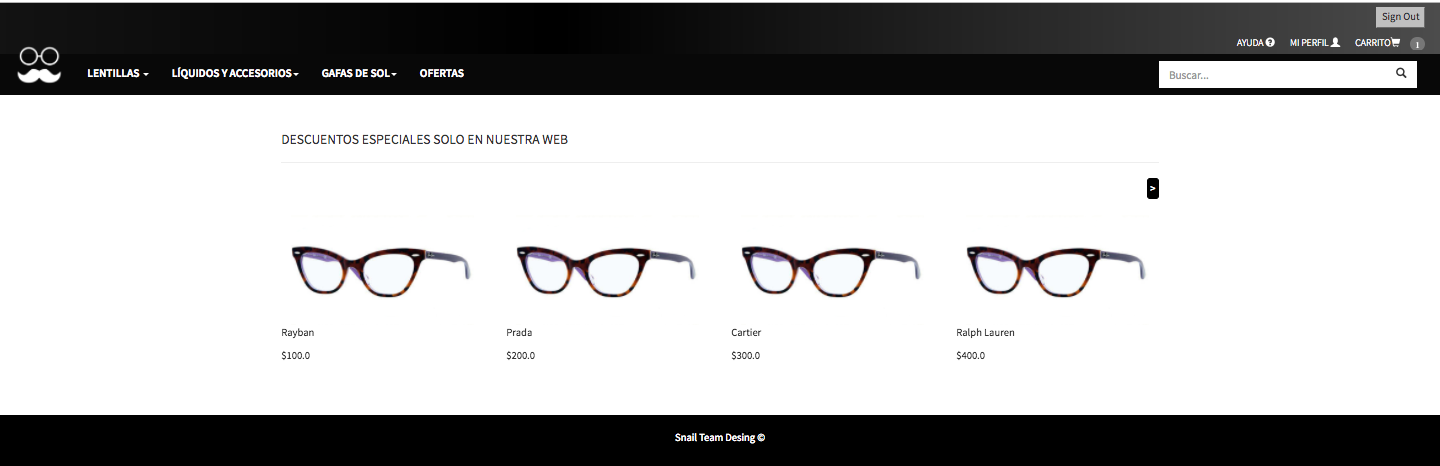 Sign Out
AYUDA MI PERFIL CARRITO 1
LENTILLAS LÍQUIDOS Y ACCESORIOS GAFAS DE SOL OFERTAS Buscar...
DESCUENTOS ESPECIALES SOLO EN NUESTRA WEB
>
Rayban Prada Cartier Ralph Lauren
$100.0 $200.0 $300.0 $400.0
Snail Team Desing ©